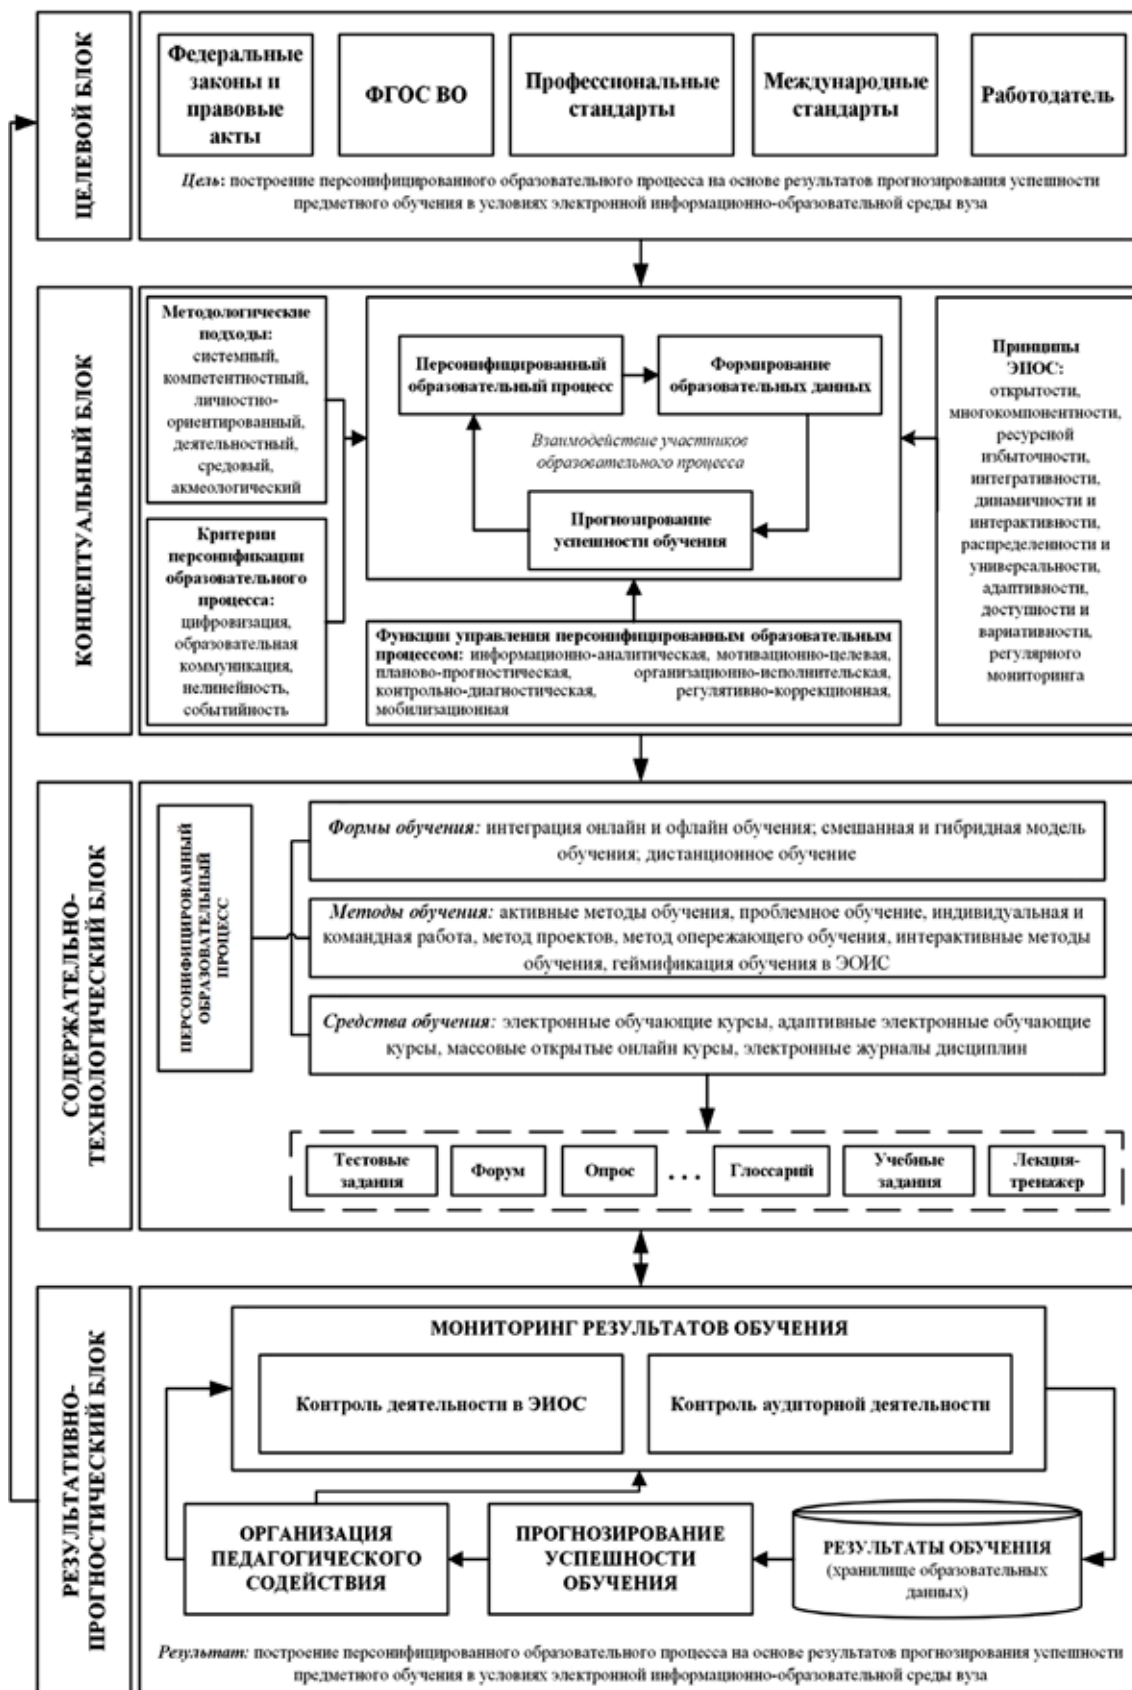 ЦЕЛЕВОЙ БЛОК
Федеральные
законы и
правовые
акты
ФГОС ВО
Профессиональные
стандарты
Международные
стандарты
Работодатель
Цель: построение персонифицированного образовательного процесса на основе результатов прогнозирования успешности
предметного обучения в условиях электронной информационно-образовательной среды вуза
КОНЦЕПТУАЛЬНЫЙ БЛОК
Методологические
подходы:
системный,
компетентностный,
личностно-
ориентированный,
деятельностный,
средовый,
акмеологический
Критерии
персонификации
образовательного
процесса:
цифровизация,
образовательная
коммуникация,
нелинейность,
событийность
Персонифицированный
образовательный процесс
Формирование
образовательных данных
Взаимодействие участников
образовательного процесса
Прогнозирование
успешности обучения
Функции управления персонифицированным образовательным
процессом: информационно-аналитическая, мотивационно-целевая,
планово-прогностическая, организационно-исполнительская,
контрольно-диагностическая, регулятивно-коррекционная,
мобилизационная
Принципы
ЭИОС:
открытости,
многокомпонентности,
ресурсной
избыточности,
интегративности,
динамичности и
интерактивности,
распределенности и
универсальности,
адаптивности,
доступности и
вариативности,
регулярного
мониторинга
СОДЕРЖАТЕЛЬНО-
ТЕХНОЛОГИЧЕСКИЙ БЛОК
ПЕРСОНИФИЦИРОВАННЫЙ
ОБРАЗОВАТЕЛЬНЫЙ
ПРОЦЕСС
Формы обучения: интеграция онлайн и офлайн обучения; смешанная и гибридная модель
обучения; дистанционное обучение
Методы обучения: активные методы обучения, проблемное обучение, индивидуальная и
командная работа, метод проектов, метод опережающего обучения, интерактивные методы
обучения, геймификация обучения в ЭОИС
Средства обучения: электронные обучающие курсы, адаптивные электронные обучающие
курсы, массовые открытые онлайн курсы, электронные журналы дисциплин
Тестовые
задания
Форум
Опрос
...
Глоссарий
Учебные
задания
Лекция-
тренажер
РЕЗУЛЬТАТИВНО-
ПРОГНОСТИЧЕСКИЙ БЛОК
МОНИТОРИНГ РЕЗУЛЬТАТОВ ОБУЧЕНИЯ
Контроль деятельности в ЭИОС
Контроль аудиторной деятельности
ОРГАНИЗАЦИЯ
ПЕДАГОГИЧЕСКОГО
СОДЕЙСТВИЯ
ПРОГНОЗИРОВАНИЕ
УСПЕШНОСТИ
ОБУЧЕНИЯ
РЕЗУЛЬТАТЫ ОБУЧЕНИЯ
(хранилище образовательных
данных)
Результат: построение персонифицированного образовательного процесса на основе результатов прогнозирования успешности
предметного обучения в условиях электронной информационно-образовательной среды вуза